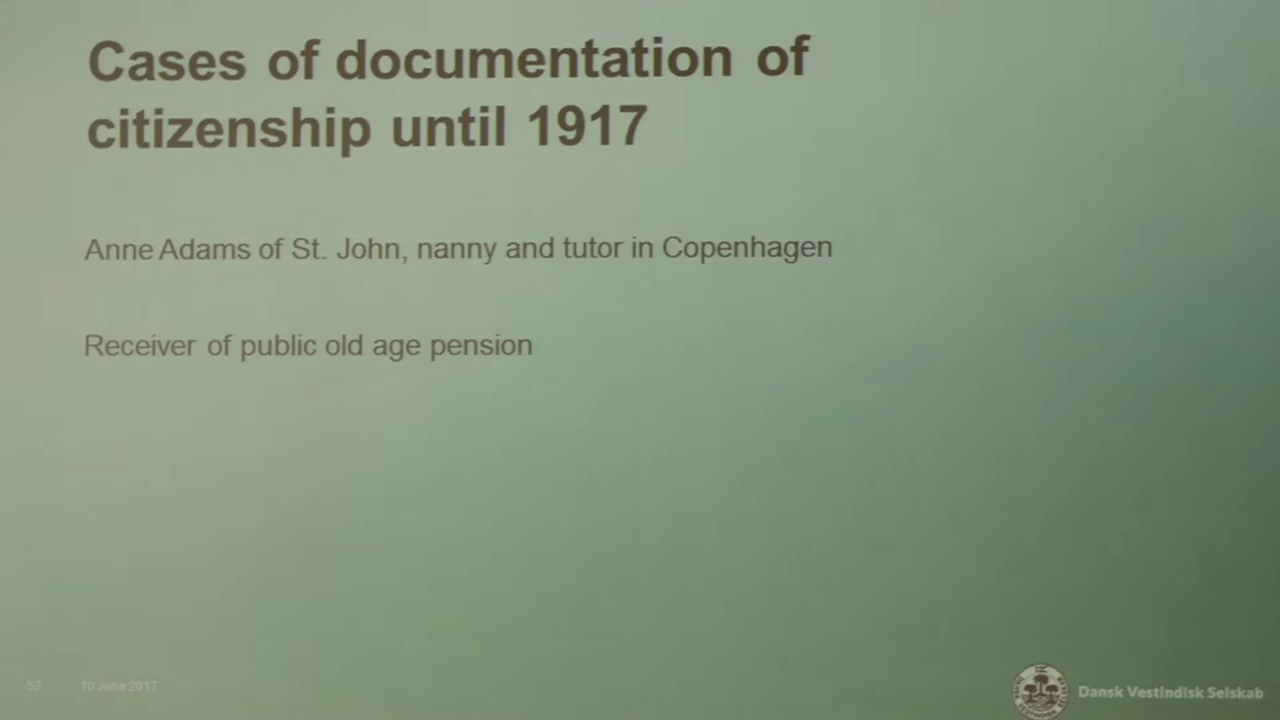 Cases of documentation of
citizenship until 1917
Anne Adams of St. John, nanny and tutor in Copenhagen
Receiver of public old age pension
52
10 June 2017
Dansk Vestindisk Selskab